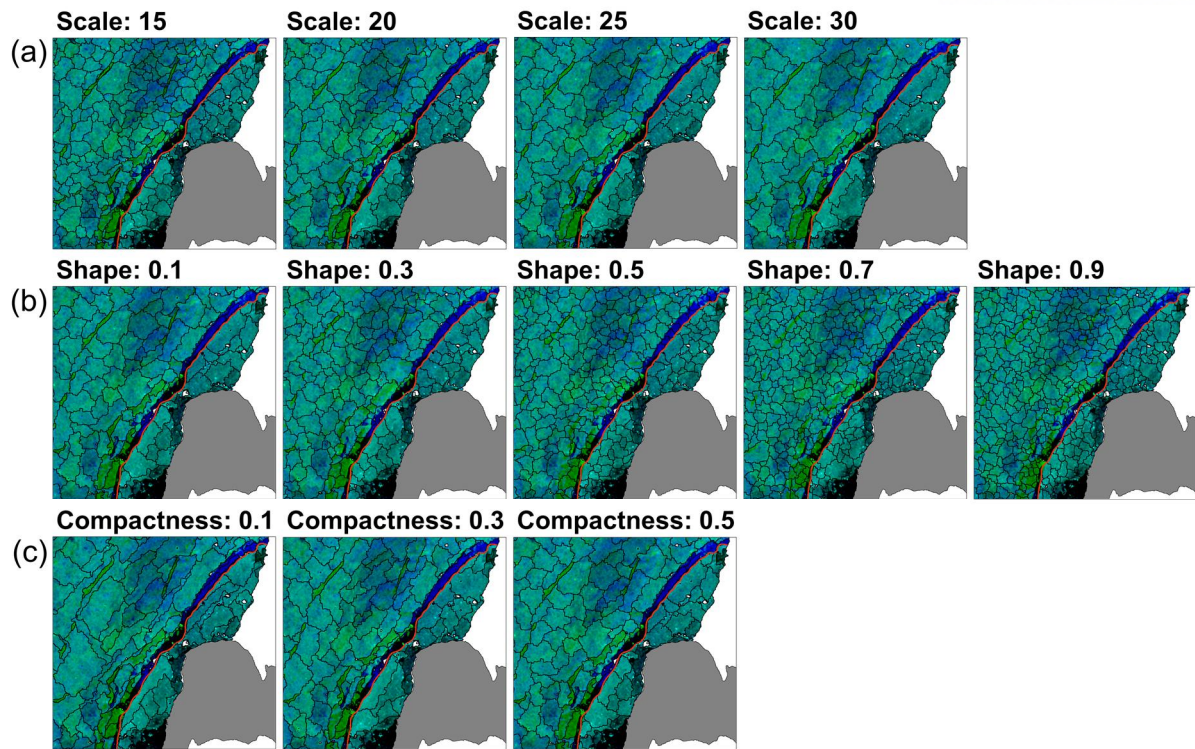 Scale: 15 Scale: 20 Scale: 25 Scale: 30
(a)
Shape: 0.1 Shape: 0.3 Shape: 0.5 Shape: 0.7 Shape: 0.9
(b)
Compactness: 0.1 Compactness: 0.3 Compactness: 0.5
(c)